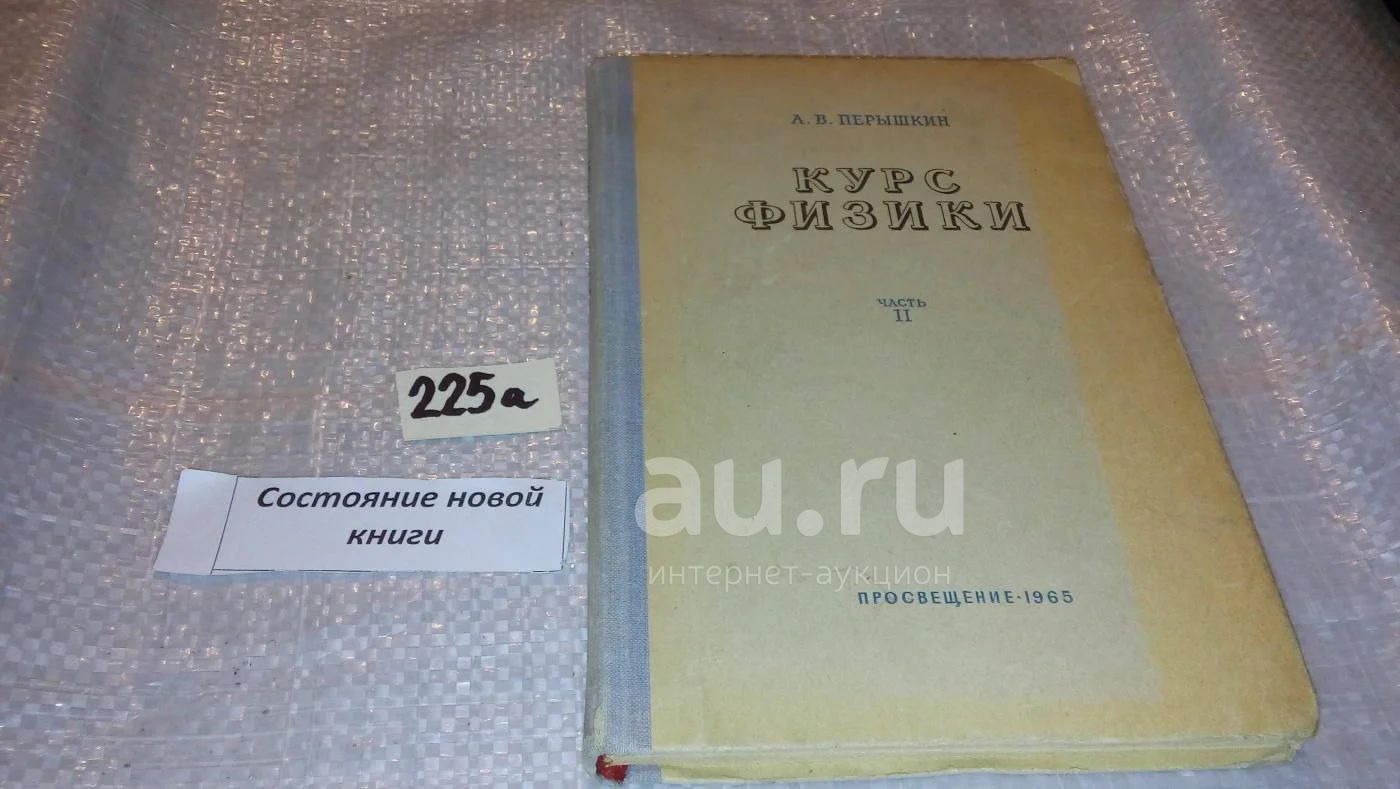 А. В. ПЕРЫШКИН
КУРС
ФИЗИКИ
ЧАСТЬ
II
225а
Состояние новой
книги
au.ru
интернет-аукцион
ПРОСВЕЩЕНИЕ·1965